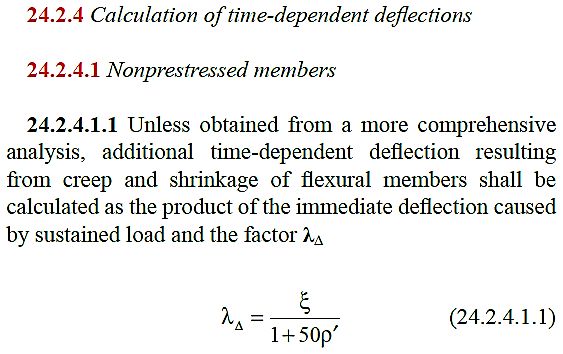 24.2.4 Calculation of time-dependent deflections
24.2.4.1 Nonprestressed members
24.2.4.1.1 Unless obtained from a more comprehensive
analysis, additional time-dependent deflection resulting
from creep and shrinkage of flexural members shall be
calculated as the product of the immediate deflection caused
by sustained load and the factor λΔ
λΔ = ξ / (1 + 50ρ′) (24.2.4.1.1)